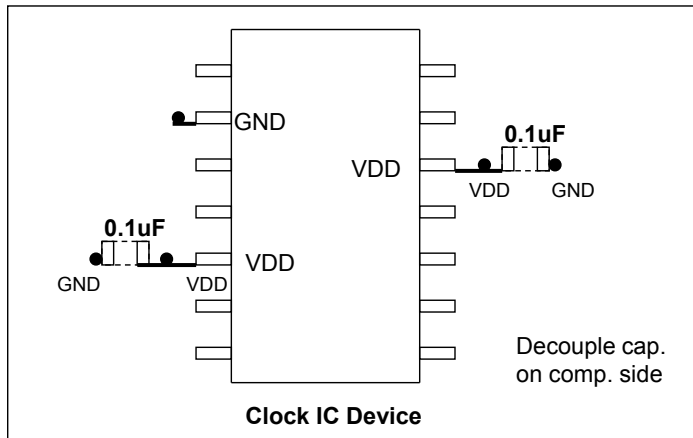 GND
0.1uF
VDD
VDD
GND
0.1uF
VDD
GND
VDD
Decouple cap.
on comp. side
Clock IC Device